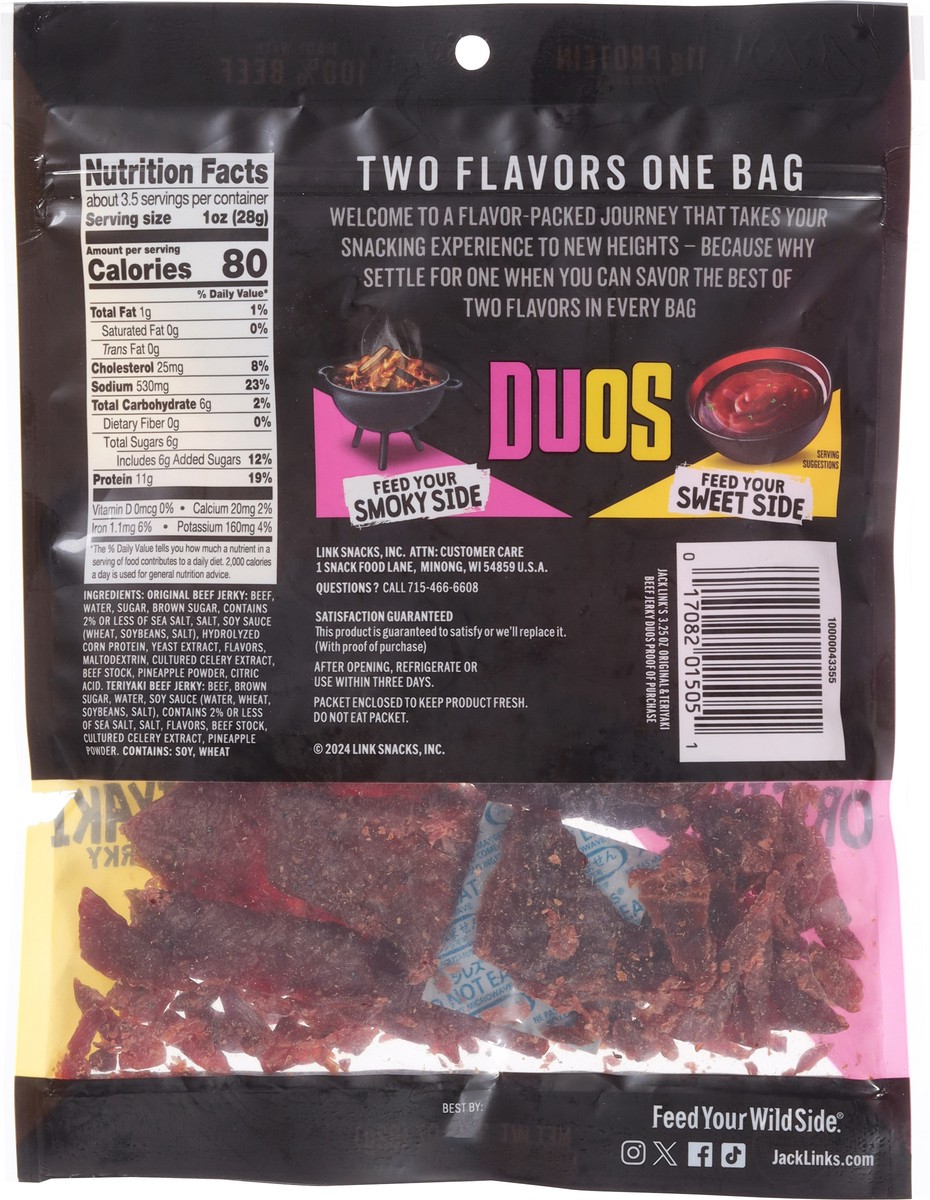 TWO FLAVORS ONE BAG
WELCOME TO A FLAVOR-PACKED JOURNEY THAT TAKES YOUR
SNACKING EXPERIENCE TO NEW HEIGHTS – BECAUSE WHY
SETTLE FOR ONE WHEN YOU CAN SAVOR THE BEST OF
TWO FLAVORS IN EVERY BAG
Nutrition Facts
about 3.5 servings per container
Serving size 1oz (28g)
Amount per serving
Calories 80
% Daily Value*
Total Fat 1g 1%
Saturated Fat 0g 0%
Trans Fat 0g
Cholesterol 25mg 8%
Sodium 530mg 23%
Total Carbohydrate 6g 2%
Dietary Fiber 0g 0%
Total Sugars 6g
Includes 6g Added Sugars 12%
Protein 11g 19%
Vitamin D 0mcg 0% • Calcium 20mg 2%
Iron 1.1mg 6% • Potassium 160mg 4%
*The % Daily Value tells you how much a nutrient in a
serving of food contributes to a daily diet. 2,000 calories
a day is used for general nutrition advice.
INGREDIENTS: ORIGINAL BEEF JERKY: BEEF,
WATER, SUGAR, BROWN SUGAR, CONTAINS
2% OR LESS OF SEA SALT, SALT, SOY SAUCE
(WHEAT, SOYBEANS, SALT), HYDROLYZED
CORN PROTEIN, YEAST EXTRACT, FLAVORS,
MALTODEXTRIN, CULTURED CELERY EXTRACT,
BEEF STOCK, PINEAPPLE POWDER, CITRIC
ACID. TERIYAKI BEEF JERKY: BEEF, BROWN
SUGAR, WATER, SOY SAUCE (WATER, WHEAT,
SOYBEANS, SALT), CONTAINS 2% OR LESS
OF SEA SALT, SALT, FLAVORS, BEEF STOCK,
CULTURED CELERY EXTRACT, PINEAPPLE
POWDER. CONTAINS: SOY, WHEAT
DUOS
SERVING
SUGGESTIONS
FEED YOUR
SMOKY SIDE
FEED YOUR
SWEET SIDE
LINK SNACKS, INC. ATTN: CUSTOMER CARE
1 SNACK FOOD LANE, MINONG, WI 54859 U.S.A.
QUESTIONS? CALL 715-466-6608
SATISFACTION GUARANTEED
This product is guaranteed to satisfy or we'll replace it.
(With proof of purchase)
AFTER OPENING, REFRIGERATE OR
USE WITHIN THREE DAYS.
PACKET ENCLOSED TO KEEP PRODUCT FRESH.
DO NOT EAT PACKET.
© 2024 LINK SNACKS, INC.
JACK LINK'S 3.25 OZ ORIGINAL & TERIYAKI
BEEF JERKY DUOS PROOF OF PURCHASE
0 17082 01505 1
10000043355
BEST BY:
Feed Your Wild Side®
JackLinks.com